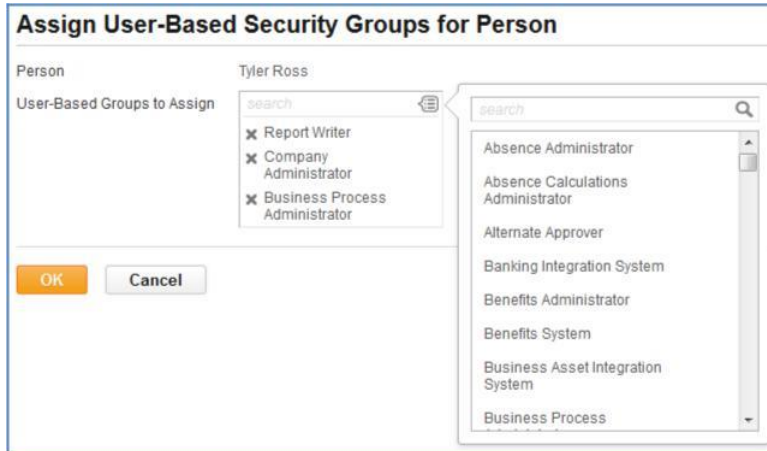 Assign User-Based Security Groups for Person
Person
Tyler Ross
User-Based Groups to Assign
search
Report Writer
Company
Administrator
Business Process
Administrator
OK
Cancel
search
Absence Administrator
Absence Calculations
Administrator
Alternate Approver
Banking Integration System
Benefits Administrator
Benefits System
Business Asset Integration
System
Business Process